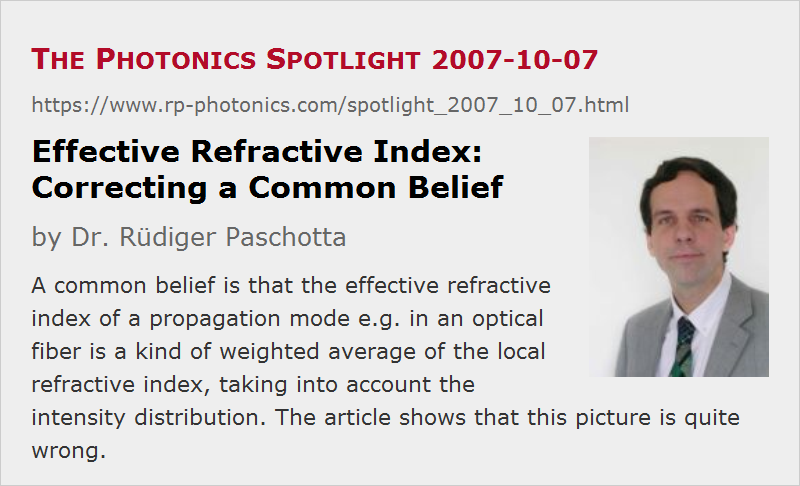 THE PHOTONICS SPOTLIGHT 2007-10-07
https://www.rp-photonics.com/spotlight_2007_10_07.html
Effective Refractive Index:
Correcting a Common Belief
by Dr. Rüdiger Paschotta
A common belief is that the effective refractive
index of a propagation mode e.g. in an optical
fiber is a kind of weighted average of the local
refractive index, taking into account the
intensity distribution. The article shows that this picture is quite
wrong.